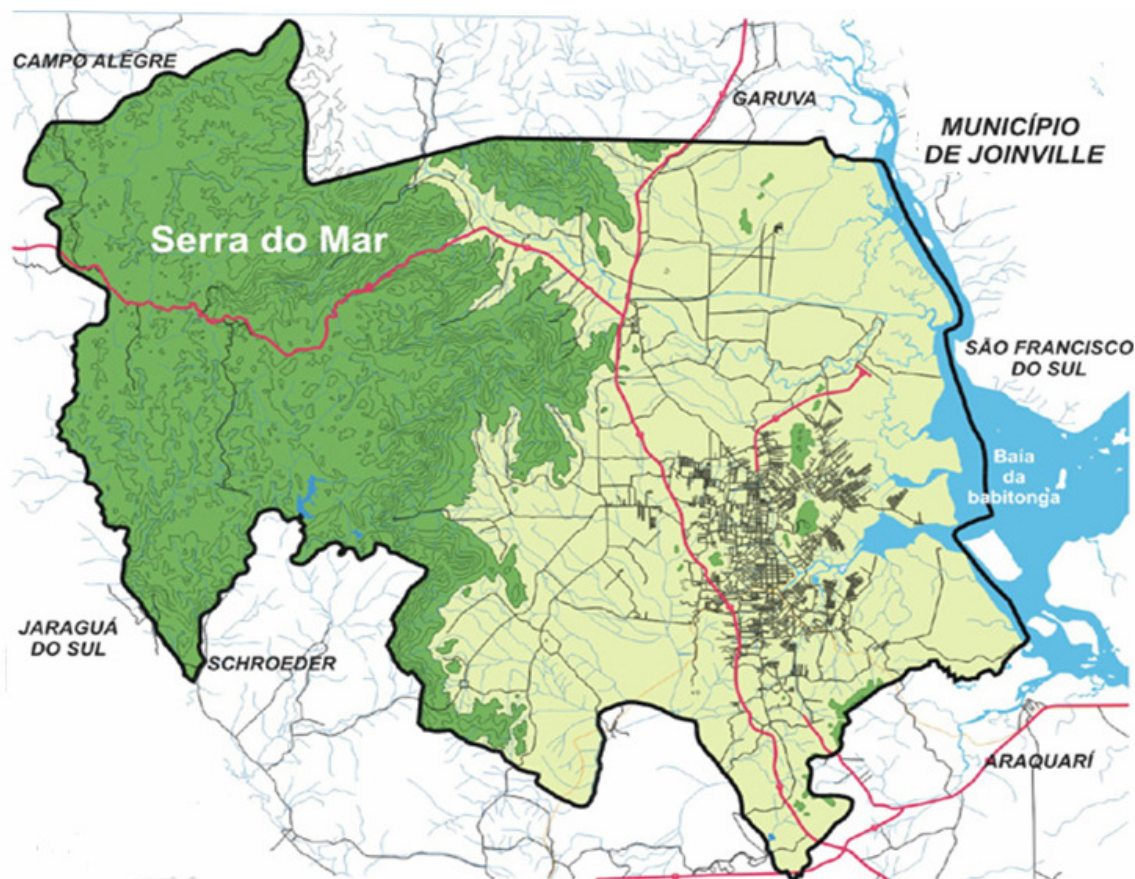 CAMPO ALEGRE
GARUVA
MUNICÍPIO
DE JOINVILLE
Serra do Mar
SÃO FRANCISCO
DO SUL
Baía
da
babitonga
JARAGUÁ
DO SUL
SCHROEDER
ARAQUARÍ